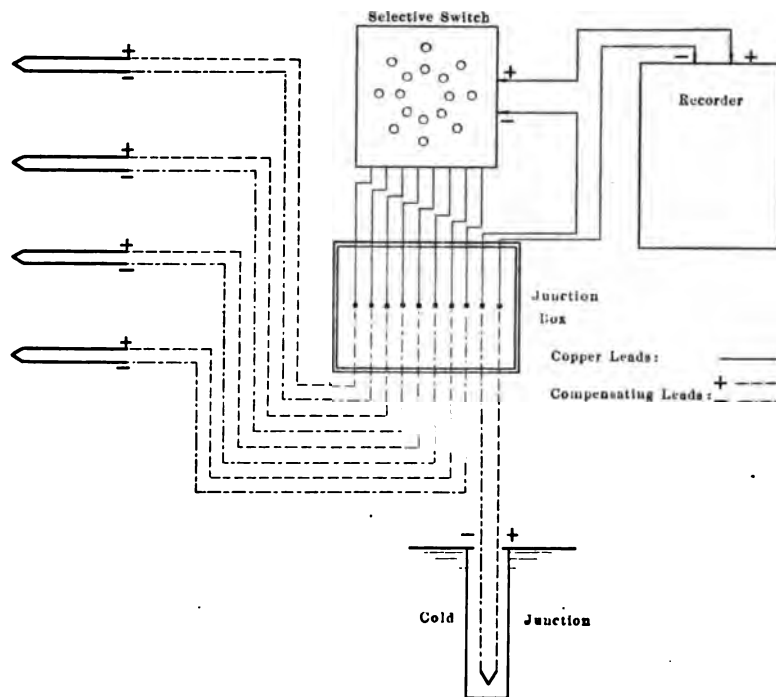 Selective Switch
+
−
− +
Recorder
+
−
+
−
+
−
+
−
Junction
Box
Copper Leads:
Compensating Leads: +
− +
Cold Junction